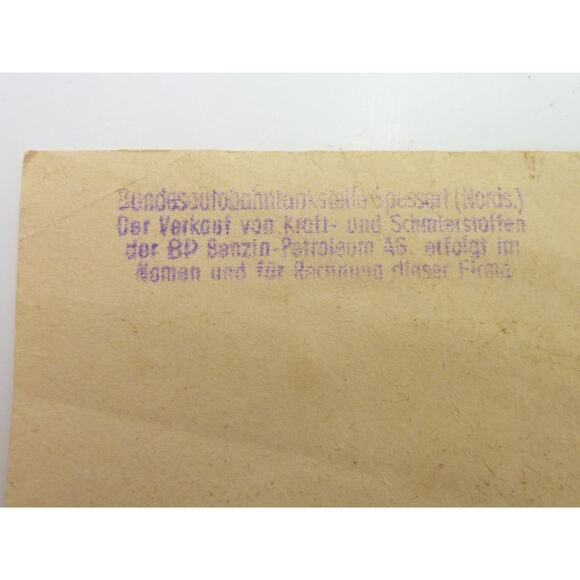 Bundesautobahntankstelle Spessart (Nords.)
Der Verkauf von Kraft- und Schmierstoffen
der BP Benzin-Petroleum AG. erfolgt im
Namen und für Rechnung dieser Firma